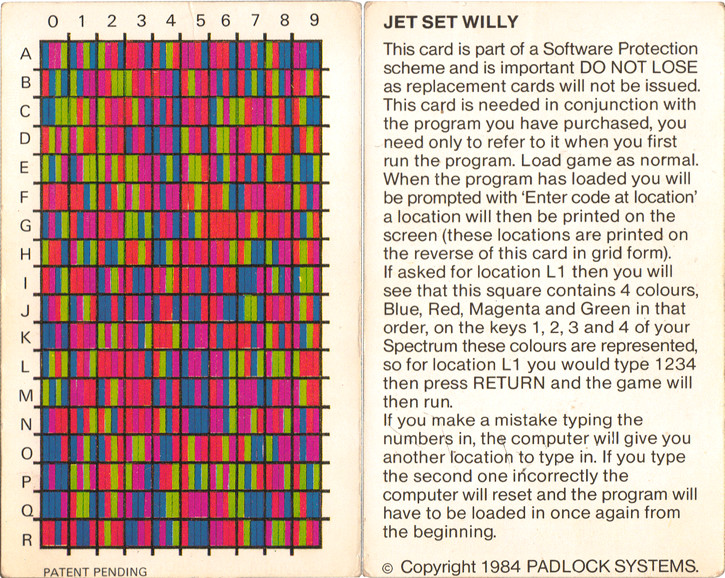 0 1 2 3 4 5 6 7 8 9
A
B
C
D
E
F
G
H
I
J
K
L
M
N
O
P
Q
R
PATENT PENDING
JET SET WILLY
This card is part of a Software Protection
scheme and is important DO NOT LOSE
as replacement cards will not be issued.
This card is needed in conjunction with
the program you have purchased, you
need only to refer to it when you first
run the program. Load game as normal.
When the program has loaded you will
be prompted with ‘Enter code at location’
a location will then be printed on the
screen (these locations are printed on
the reverse of this card in grid form).
If asked for location L1 then you will
see that this square contains 4 colours,
Blue, Red, Magenta and Green in that
order, on the keys 1, 2, 3 and 4 of your
Spectrum these colours are represented,
so for location L1 you would type 1234
then press RETURN and the game will
then run.
If you make a mistake typing the
numbers in, the computer will give you
another location to type in. If you type
the second one incorrectly the
computer will reset and the program will
have to be loaded in once again from
the beginning.
© Copyright 1984 PADLOCK SYSTEMS.